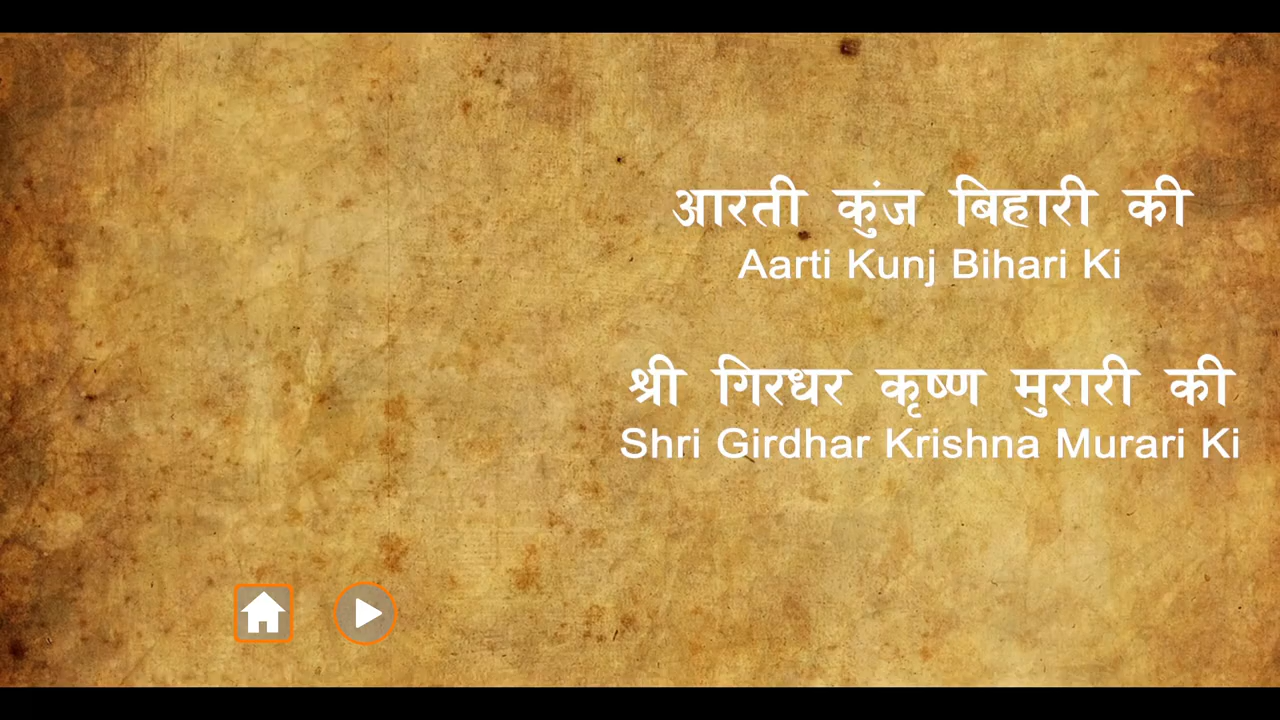 आरती कुंज बिहारी की
Aarti Kunj Bihari Ki
श्री गिरधर कृष्ण मुरारी की
Shri Girdhar Krishna Murari Ki